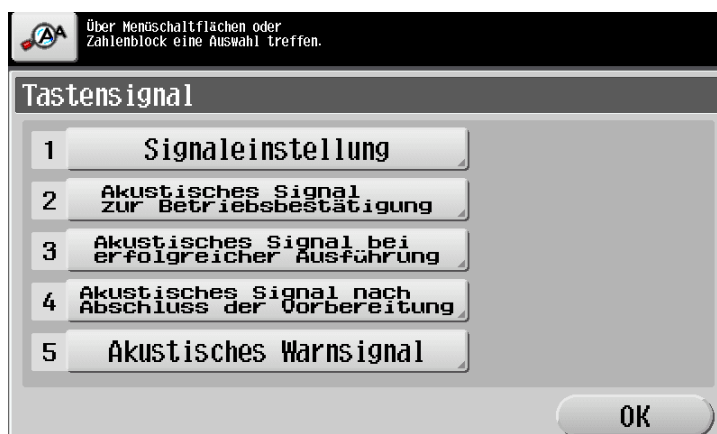 Über Menüschaltflächen oder
Zahlenblock eine Auswahl treffen.
Tastensignal
1 Signaleinstellung
2 Akustisches Signal
zur Betriebsbestätigung
3 Akustisches Signal bei
erfolgreicher Ausführung
4 Akustisches Signal nach
Abschluss der Vorbereitung
5 Akustisches Warnsignal
OK